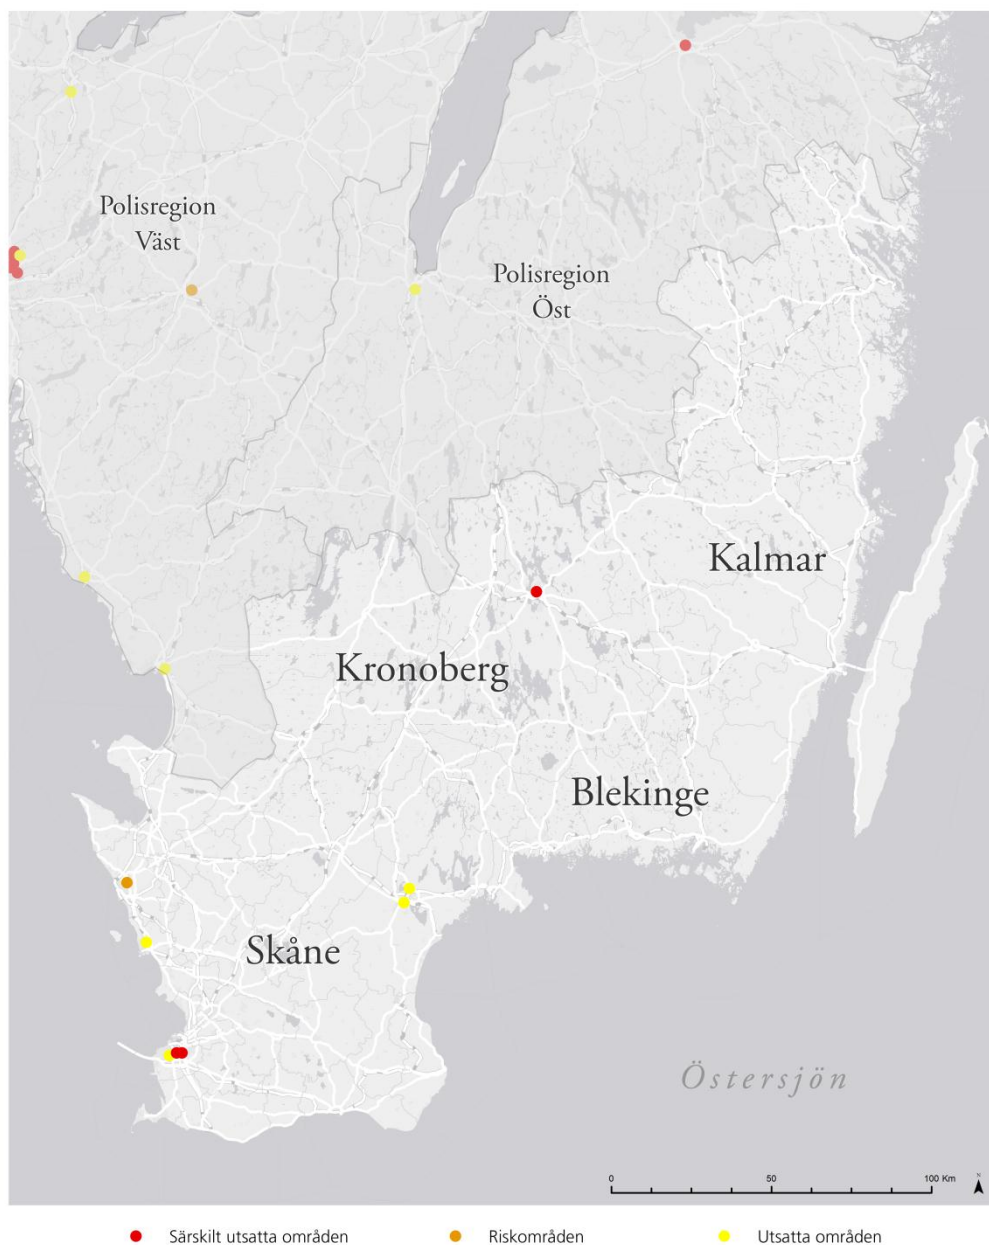 Polisregion
Väst
Polisregion
Öst
Kalmar
Kronoberg
Blekinge
Skåne
Östersjön
0 50 100 Km N
Särskilt utsatta områden Riskområden Utsatta områden